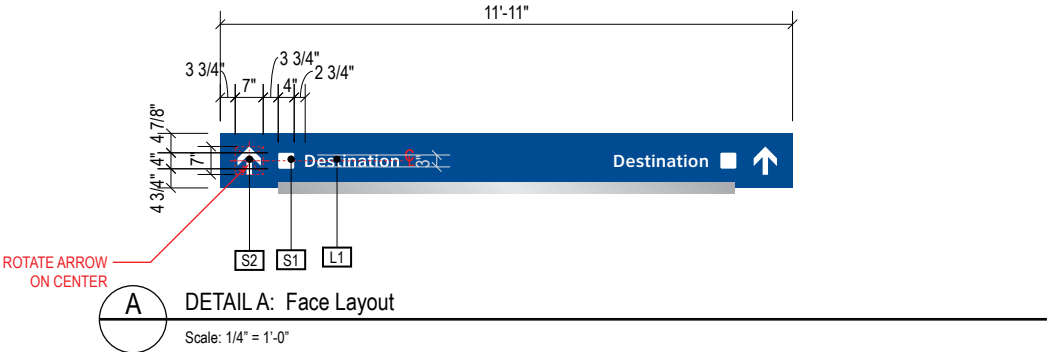 11'-11"
3 3/4"
3 3/4"
7"
4"
2 3/4"
4 7/8"
4"
7"
4 3/4"
Destination
C
3"
Destination
S2
S1
L1
ROTATE ARROW
ON CENTER
A
DETAIL A: Face Layout
Scale: 1/4” = 1’-0”